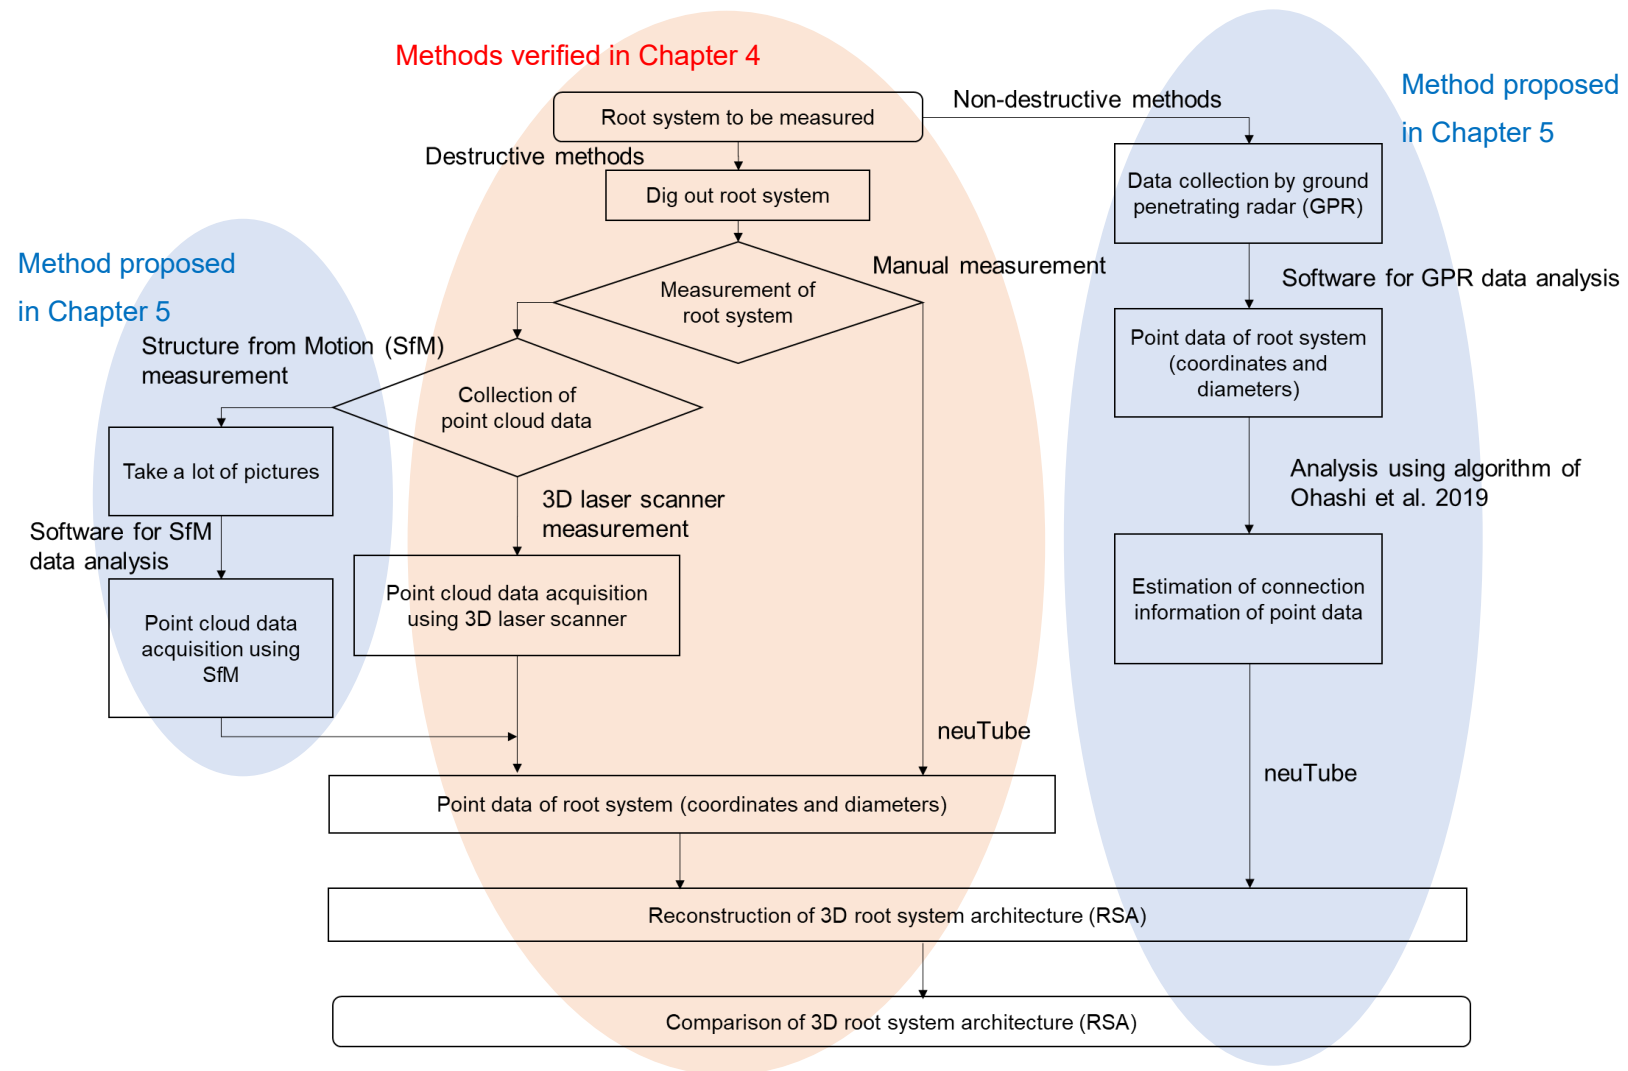 Methods verified in Chapter 4
Method proposed
in Chapter 5
Root system to be measured
Non-destructive methods
Destructive methods
Dig out root system
Data collection by ground
penetrating radar (GPR)
Method proposed
in Chapter 5
Manual measurement
Measurement of
root system
Software for GPR data analysis
Structure from Motion (SfM)
measurement
Point data of root system
(coordinates and
diameters)
Collection of
point cloud data
Take a lot of pictures
Analysis using algorithm of
Ohashi et al. 2019
3D laser scanner
measurement
Software for SfM
data analysis
Point cloud data acquisition
using 3D laser scanner
Estimation of connection
information of point data
Point cloud data
acquisition using
SfM
neuTube
neuTube
Point data of root system (coordinates and diameters)
Reconstruction of 3D root system architecture (RSA)
Comparison of 3D root system architecture (RSA)